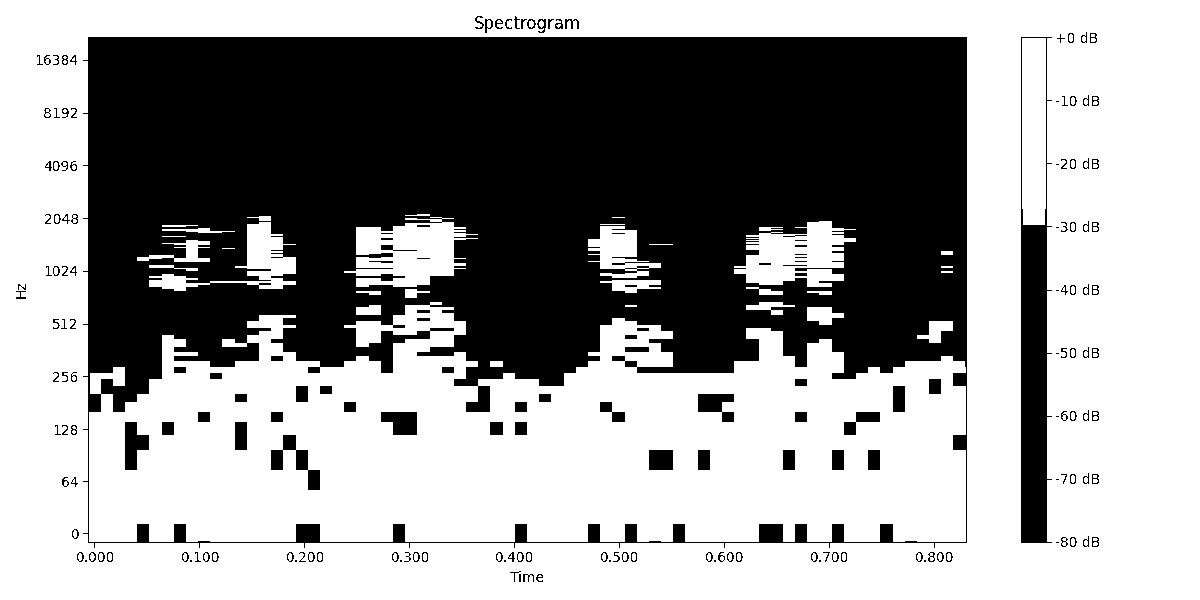 Spectrogram
16384
8192
4096
2048
1024
512
256
128
64
0
Hz
0.000 0.100 0.200 0.300 0.400 0.500 0.600 0.700 0.800
Time
+0 dB
-10 dB
-20 dB
-30 dB
-40 dB
-50 dB
-60 dB
-70 dB
-80 dB